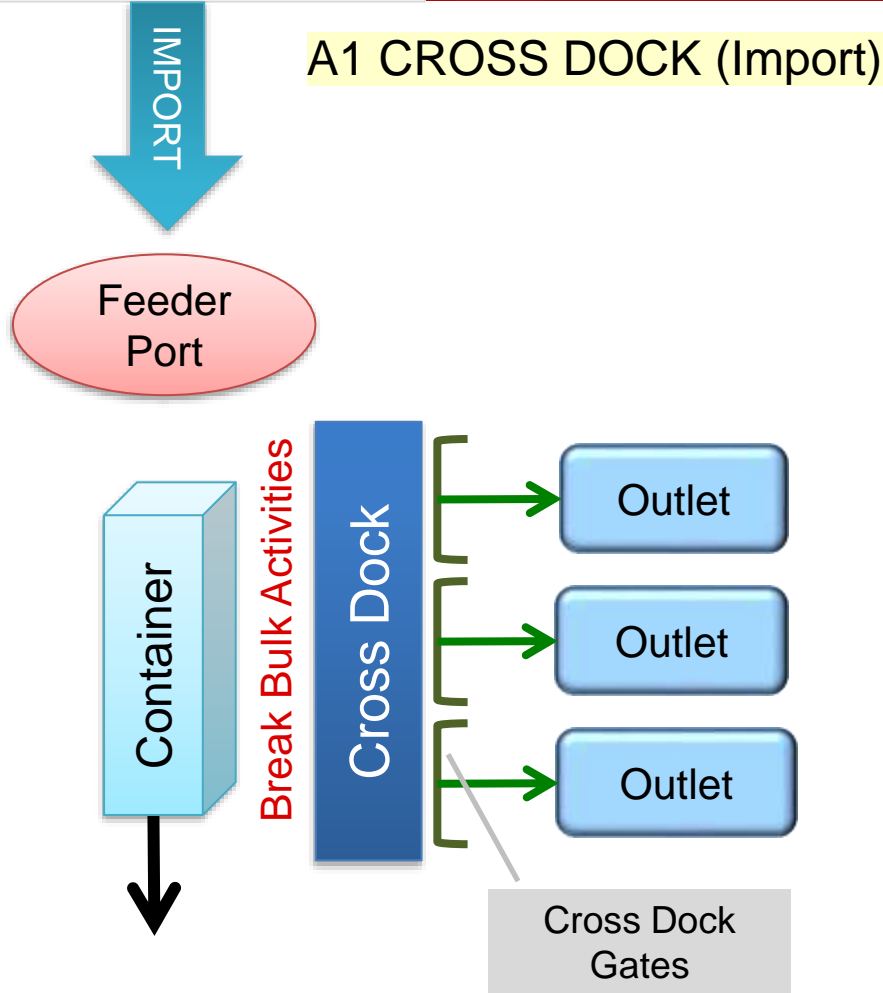 IMPORT
A1 CROSS DOCK (Import)
Feeder
Port
Container
Break Bulk Activities
Cross Dock
Outlet
Outlet
Outlet
Cross Dock
Gates